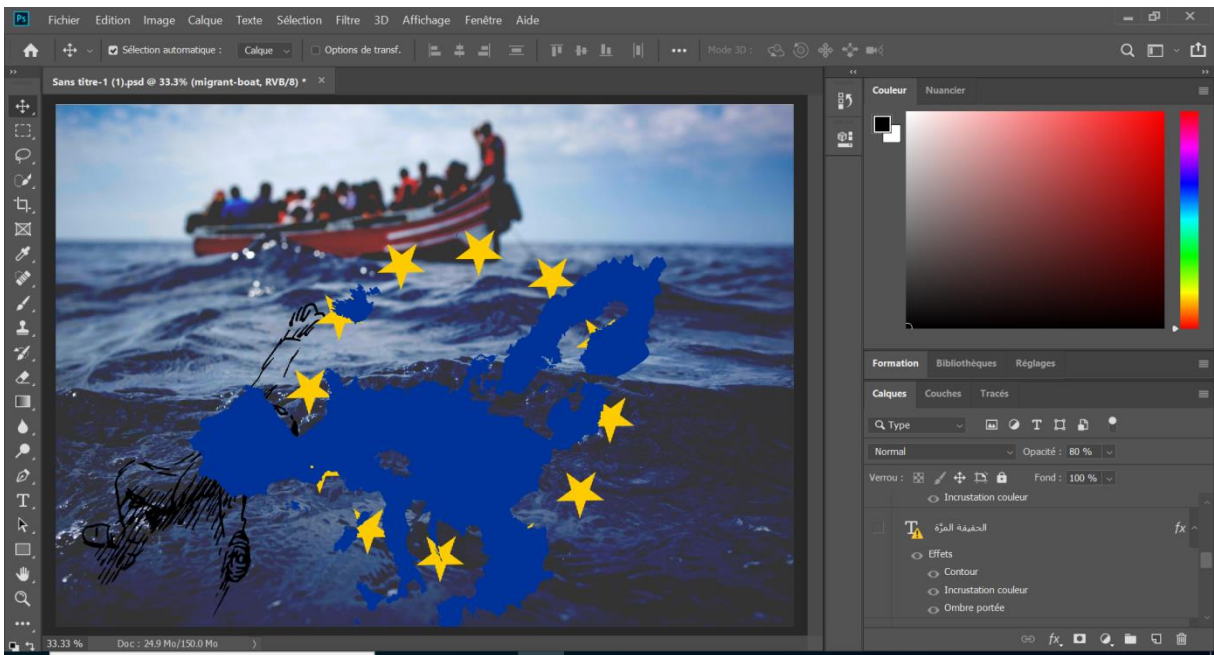 Ps Fichier Edition Image Calque Texte Sélection Filtre 3D Affichage Fenêtre Aide
Sélection automatique : Calque Options de transf. Mode 3D :
Sans titre-1 (1).psd @ 33.3% (migrant-boat, RVB/8) * ×
Couleur Nuancier
Formation Bibliothèques Réglages
Calques Couches Tracés
Type
Normal Opacité : 80 %
Verrou : Fond : 100 %
Incrustation couleur
T الحقيقة المرَّة fx
Effets
Contour
Incrustation couleur
Ombre portée
fx
33.33 % Doc : 24.9 Mo/150.0 Mo